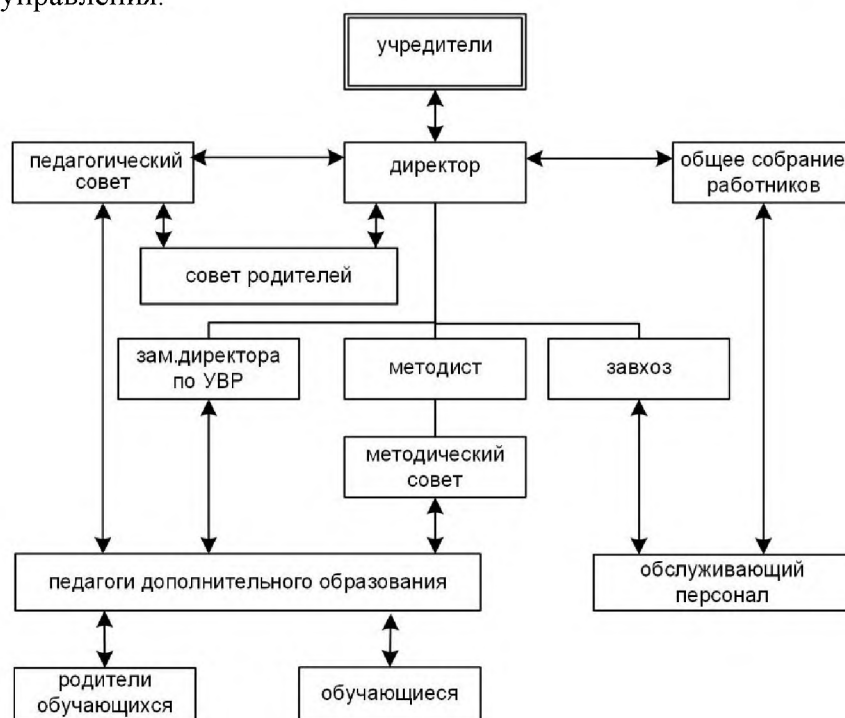 управления.
учредители
педагогический
совет
директор
общее собрание
работников
совет родителей
зам.директора
по УВР
методист
завхоз
методический
совет
педагоги дополнительного образования
обслуживающий
персонал
родители
обучающихся
обучающиеся